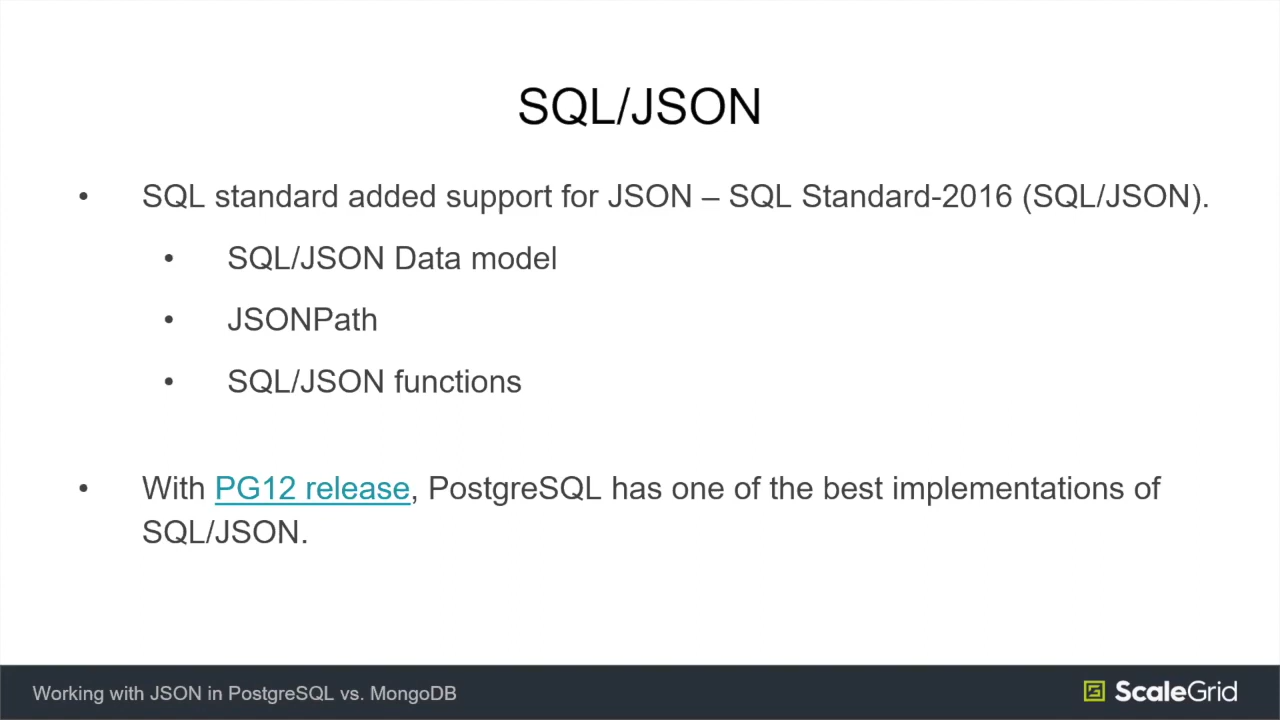 SQL/JSON
• SQL standard added support for JSON – SQL Standard-2016 (SQL/JSON).
• SQL/JSON Data model
• JSONPath
• SQL/JSON functions
• With PG12 release, PostgreSQL has one of the best implementations of
SQL/JSON.
Working with JSON in PostgreSQL vs. MongoDB
ScaleGrid